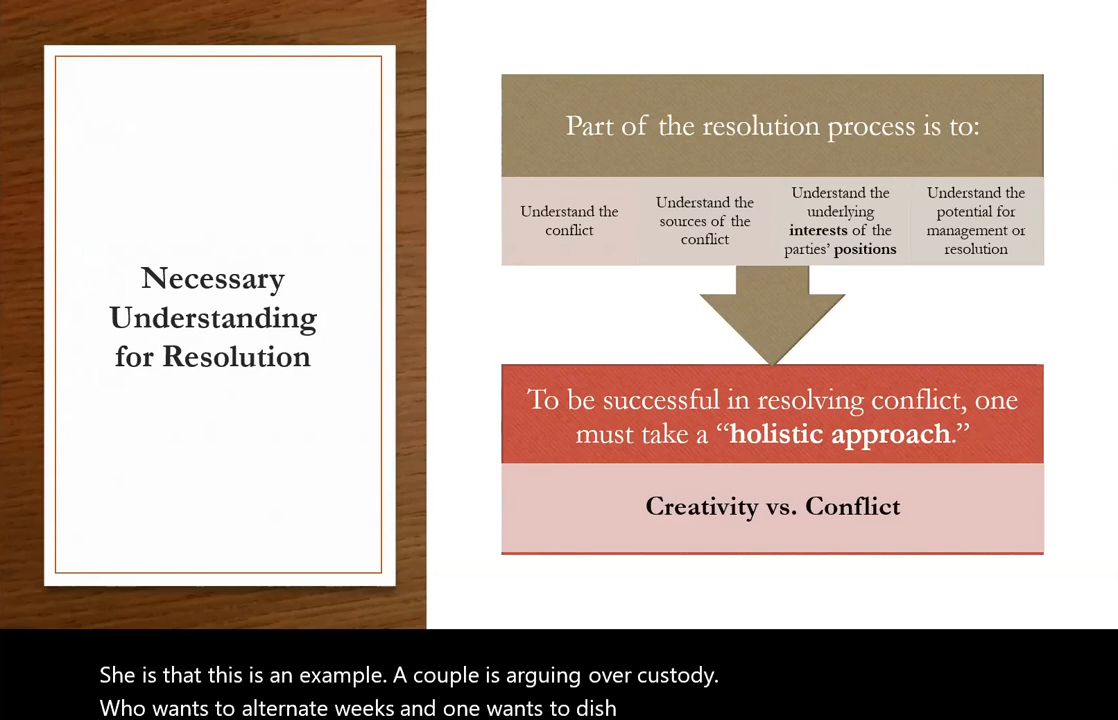 Necessary
Understanding
for Resolution
Part of the resolution process is to:
Understand the
conflict
Understand the
sources of the
conflict
Understand the
underlying
interests of the
parties' positions
Understand the
potential for
management or
resolution
To be successful in resolving conflict, one
must take a “holistic approach.”
Creativity vs. Conflict
She is that this is an example. A couple is arguing over custody.
Who wants to alternate weeks and one wants to dish